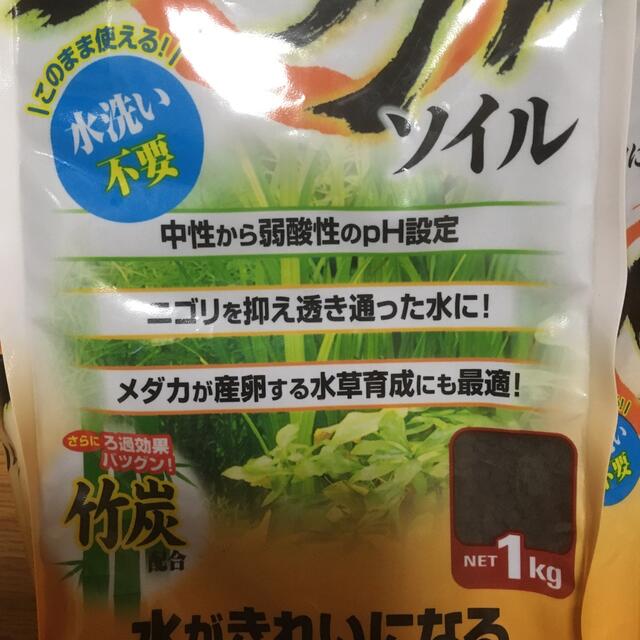 このまま使える!
水洗い
不要
ソイル
中性から弱酸性のpH設定
ニゴリを抑え透き通った水に!
メダカが産卵する水草育成にも最適!
さらにろ過効果
バツグン!
竹炭
配合
NET 1kg
水がきれいになる